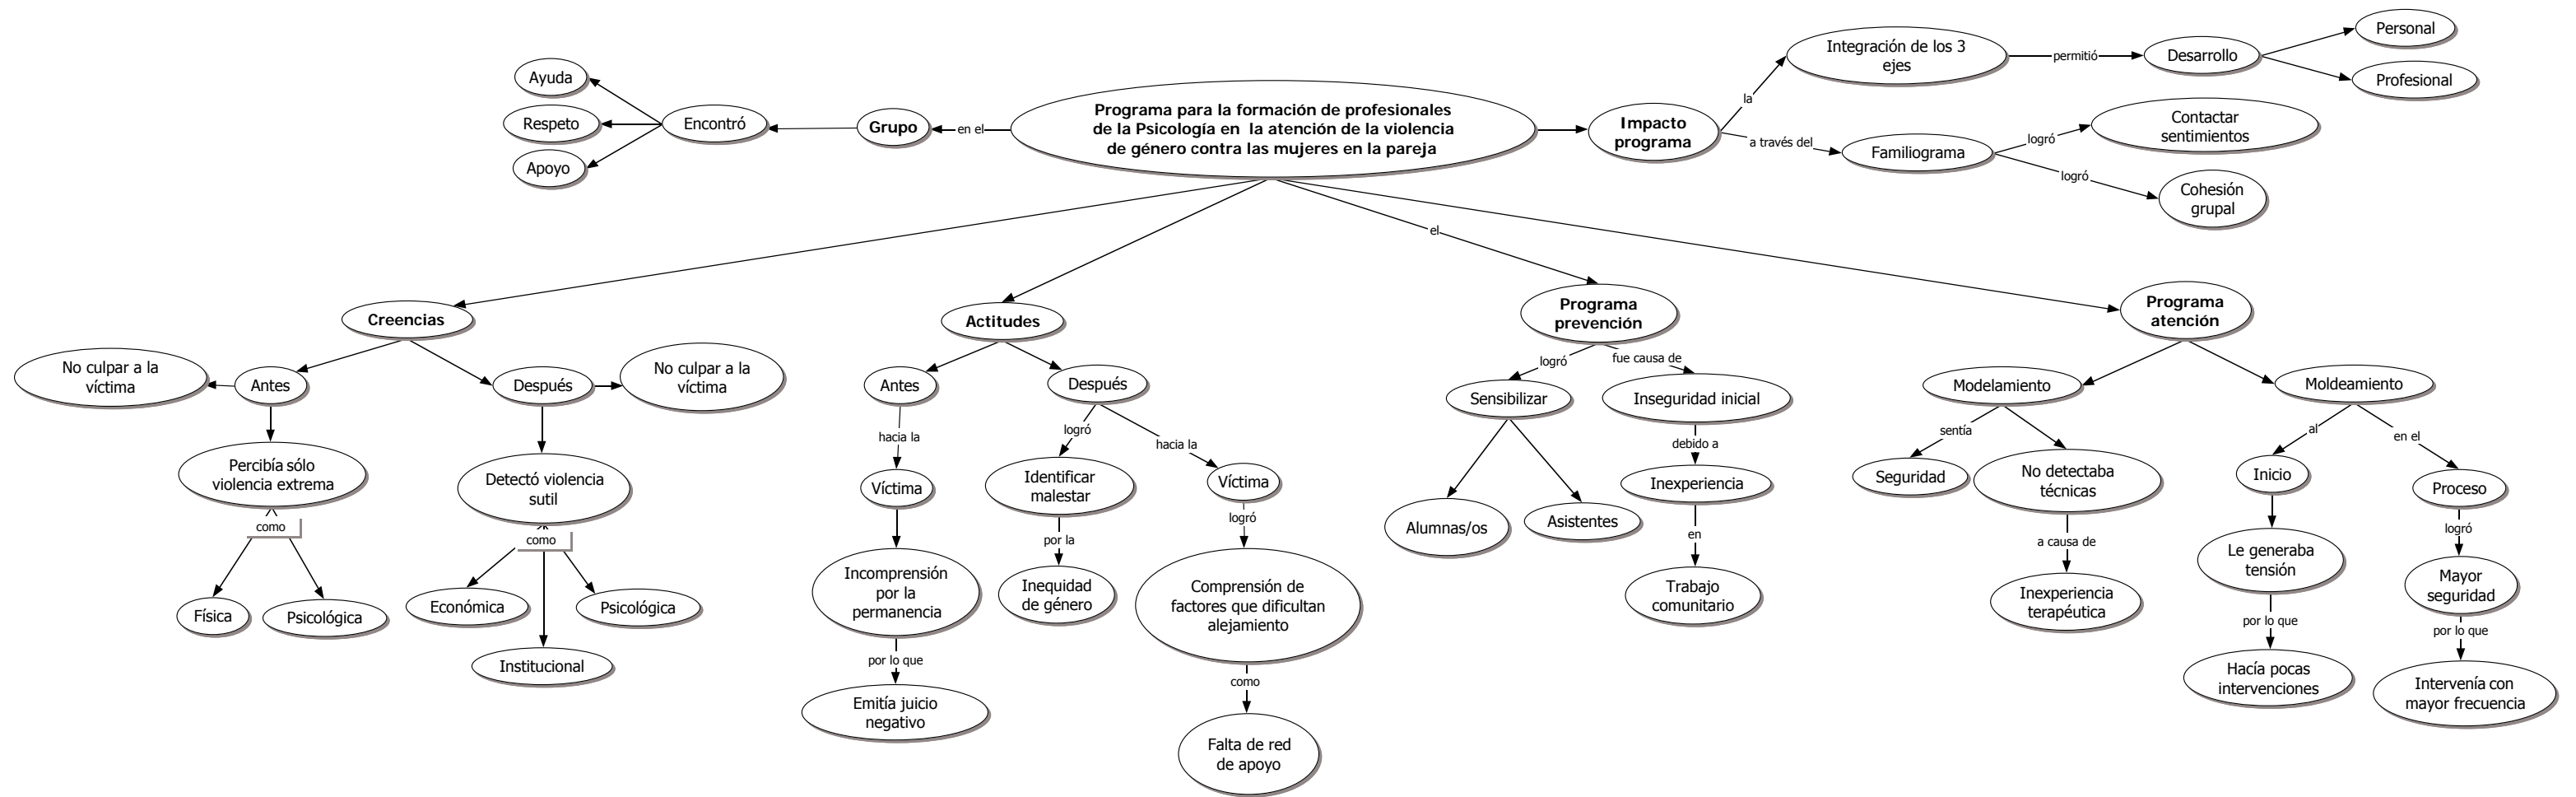 Programa para la formación de profesionales
de la Psicología en la atención de la violencia
de género contra las mujeres en la pareja
en el
Grupo
Encontró
Ayuda
Respeto
Apoyo
Impacto
programa
la
Integración de los 3
ejes
permitió
Desarrollo
Personal
Profesional
a través del
Familiograma
logró
Contactar
sentimientos
logró
Cohesión
grupal
Creencias
Antes
No culpar a la
víctima
Percibía sólo
violencia extrema
como
Física
Psicológica
Después
No culpar a la
víctima
Detectó violencia
sutil
como
Económica
Institucional
Psicológica
Actitudes
Antes
hacia la
Víctima
Incomprensión
por la
permanencia
por lo que
Emitía juicio
negativo
Después
logró
Identificar
malestar
por la
Inequidad
de género
hacia la
Víctima
logró
Comprensión de
factores que dificultan
alejamiento
como
Falta de red
de apoyo
el
Programa
prevención
logró
Sensibilizar
Alumnas/os
Asistentes
fue causa de
Inseguridad inicial
debido a
Inexperiencia
en
Trabajo
comunitario
Programa
atención
Modelamiento
sentía
Seguridad
No detectaba
técnicas
a causa de
Inexperiencia
terapéutica
Moldeamiento
al
Inicio
Le generaba
tensión
por lo que
Hacía pocas
intervenciones
en el
Proceso
logró
Mayor
seguridad
por lo que
Intervenía con
mayor frecuencia